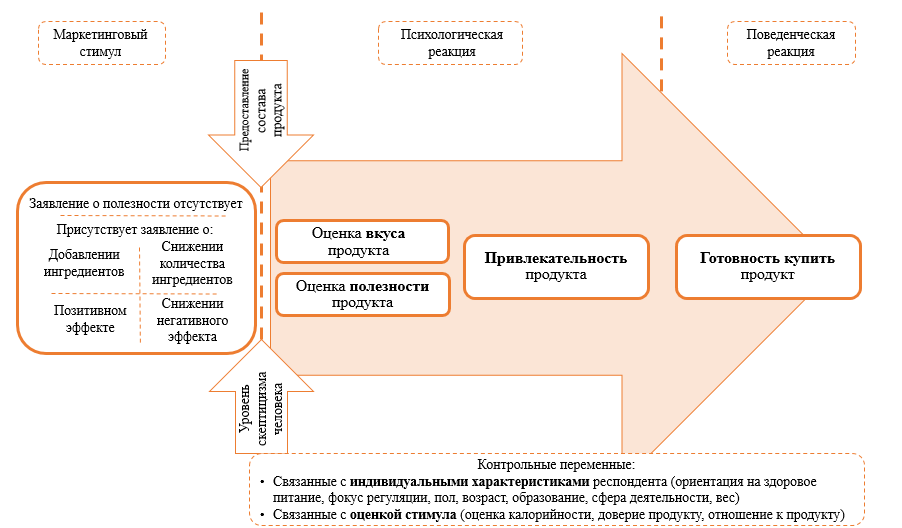 Маркетинговый
стимул
Психологическая
реакция
Поведенческая
реакция
Предоставление
состава
продукта
Заявление о полезности отсутствует
Присутствует заявление о:
Добавлении
ингредиентов
Снижении
количества
ингредиентов
Позитивном
эффекте
Снижении
негативного
эффекта
Оценка вкуса
продукта
Оценка полезности
продукта
Привлекательность
продукта
Готовность купить
продукт
Уровень
скептицизма
человека
Контрольные переменные:
• Связанные с индивидуальными характеристиками респондента (ориентация на здоровое
питание, фокус регуляции, пол, возраст, образование, сфера деятельности, вес)
• Связанные с оценкой стимула (оценка калорийности, доверие продукту, отношение к продукту)